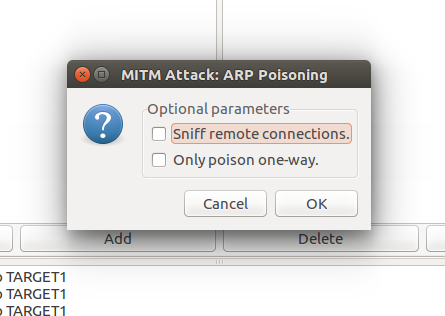 MITM Attack: ARP Poisoning
Optional parameters
Sniff remote connections.
Only poison one-way.
Cancel
OK
Add
Delete
TARGET1
TARGET1
TARGET1